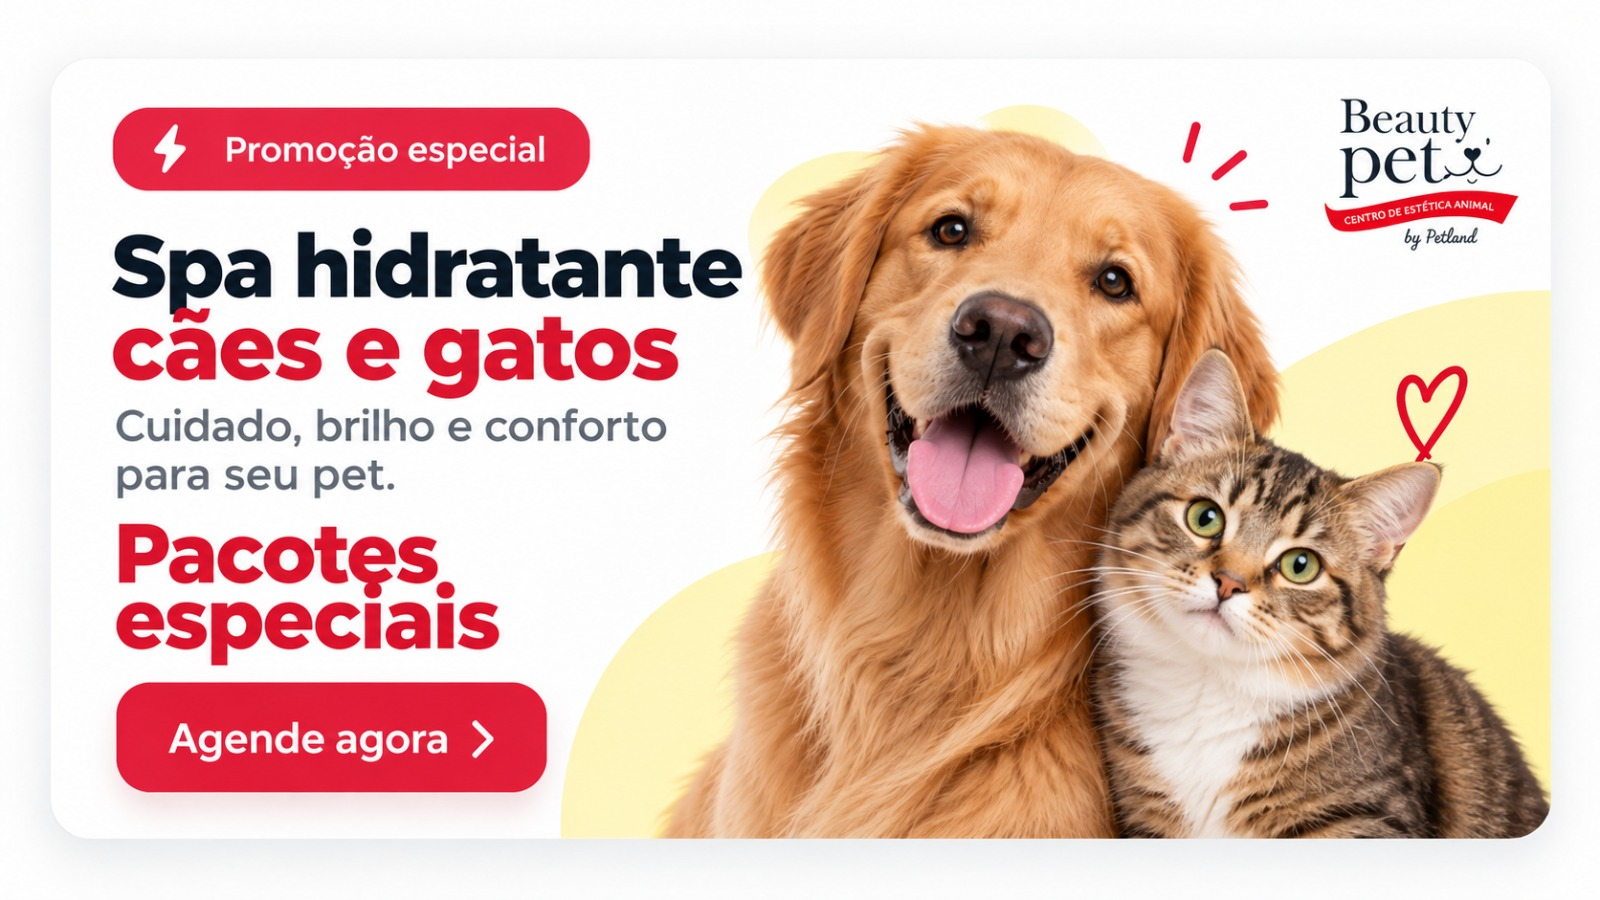 Promoção especial
Spa hidratante
cães e gatos
Cuidado, brilho e conforto
para seu pet.
Pacotes
especiais
Agende agora
Beauty
pet
CENTRO DE ESTÉTICA ANIMAL
by Petland